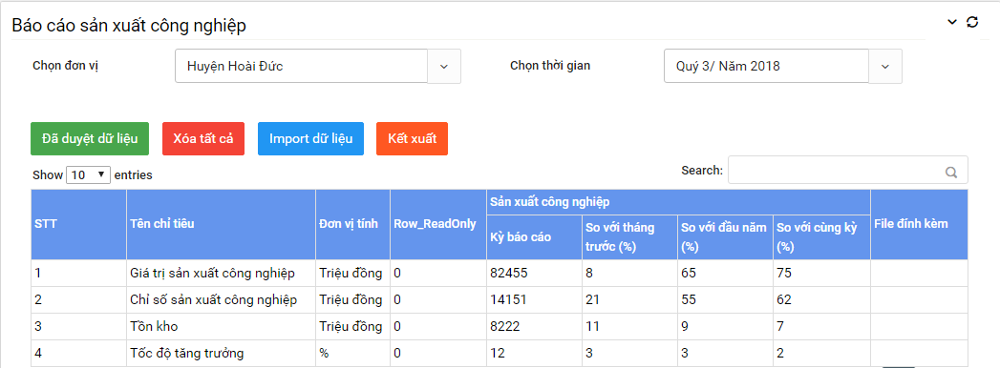 Báo cáo sản xuất công nghiệp
Chọn đơn vị Huyện Hoài Đức Chọn thời gian Quý 3/ Năm 2018
Đã duyệt dữ liệu Xóa tất cả Import dữ liệu Kết xuất
Show 10 entries Search:
STT Tên chỉ tiêu Đơn vị tính Row_ReadOnly Sản xuất công nghiệp File đính kèm
Kỳ báo cáo So với tháng trước (%) So với đầu năm (%) So với cùng kỳ (%)
1 Giá trị sản xuất công nghiệp Triệu đồng 0 82455 8 65 75
2 Chỉ số sản xuất công nghiệp Triệu đồng 0 14151 21 55 62
3 Tồn kho Triệu đồng 0 8222 11 9 7
4 Tốc độ tăng trưởng % 0 12 3 3 2